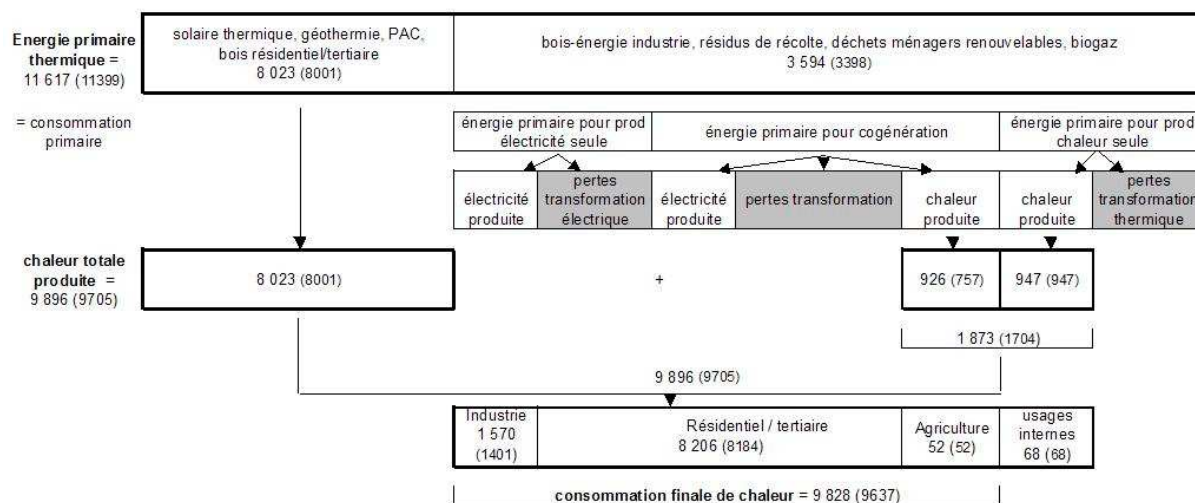 Energie primaire
thermique =
11 617 (11399)
solaire thermique, géothermie, PAC,
bois résidentiel/tertiaire
8 023 (8001)
bois-énergie industrie, résidus de récolte, déchets ménagers renouvelables, biogaz
3 594 (3398)
= consommation
primaire
énergie primaire pour prod
électricité seule
énergie primaire pour cogénération
énergie primaire pour prod
chaleur seule
électricité
produite
pertes
transformation
électrique
électricité
produite
pertes transformation
chaleur
produite
chaleur
produite
pertes
transformation
thermique
chaleur totale
produite =
9 896 (9705)
8 023 (8001)
+
926 (757)
947 (947)
1 873 (1704)
9 896 (9705)
Industrie
1 570
(1401)
Résidentiel / tertiaire
8 206 (8184)
Agriculture
52 (52)
usages
internes
68 (68)
consommation finale de chaleur = 9 828 (9637)